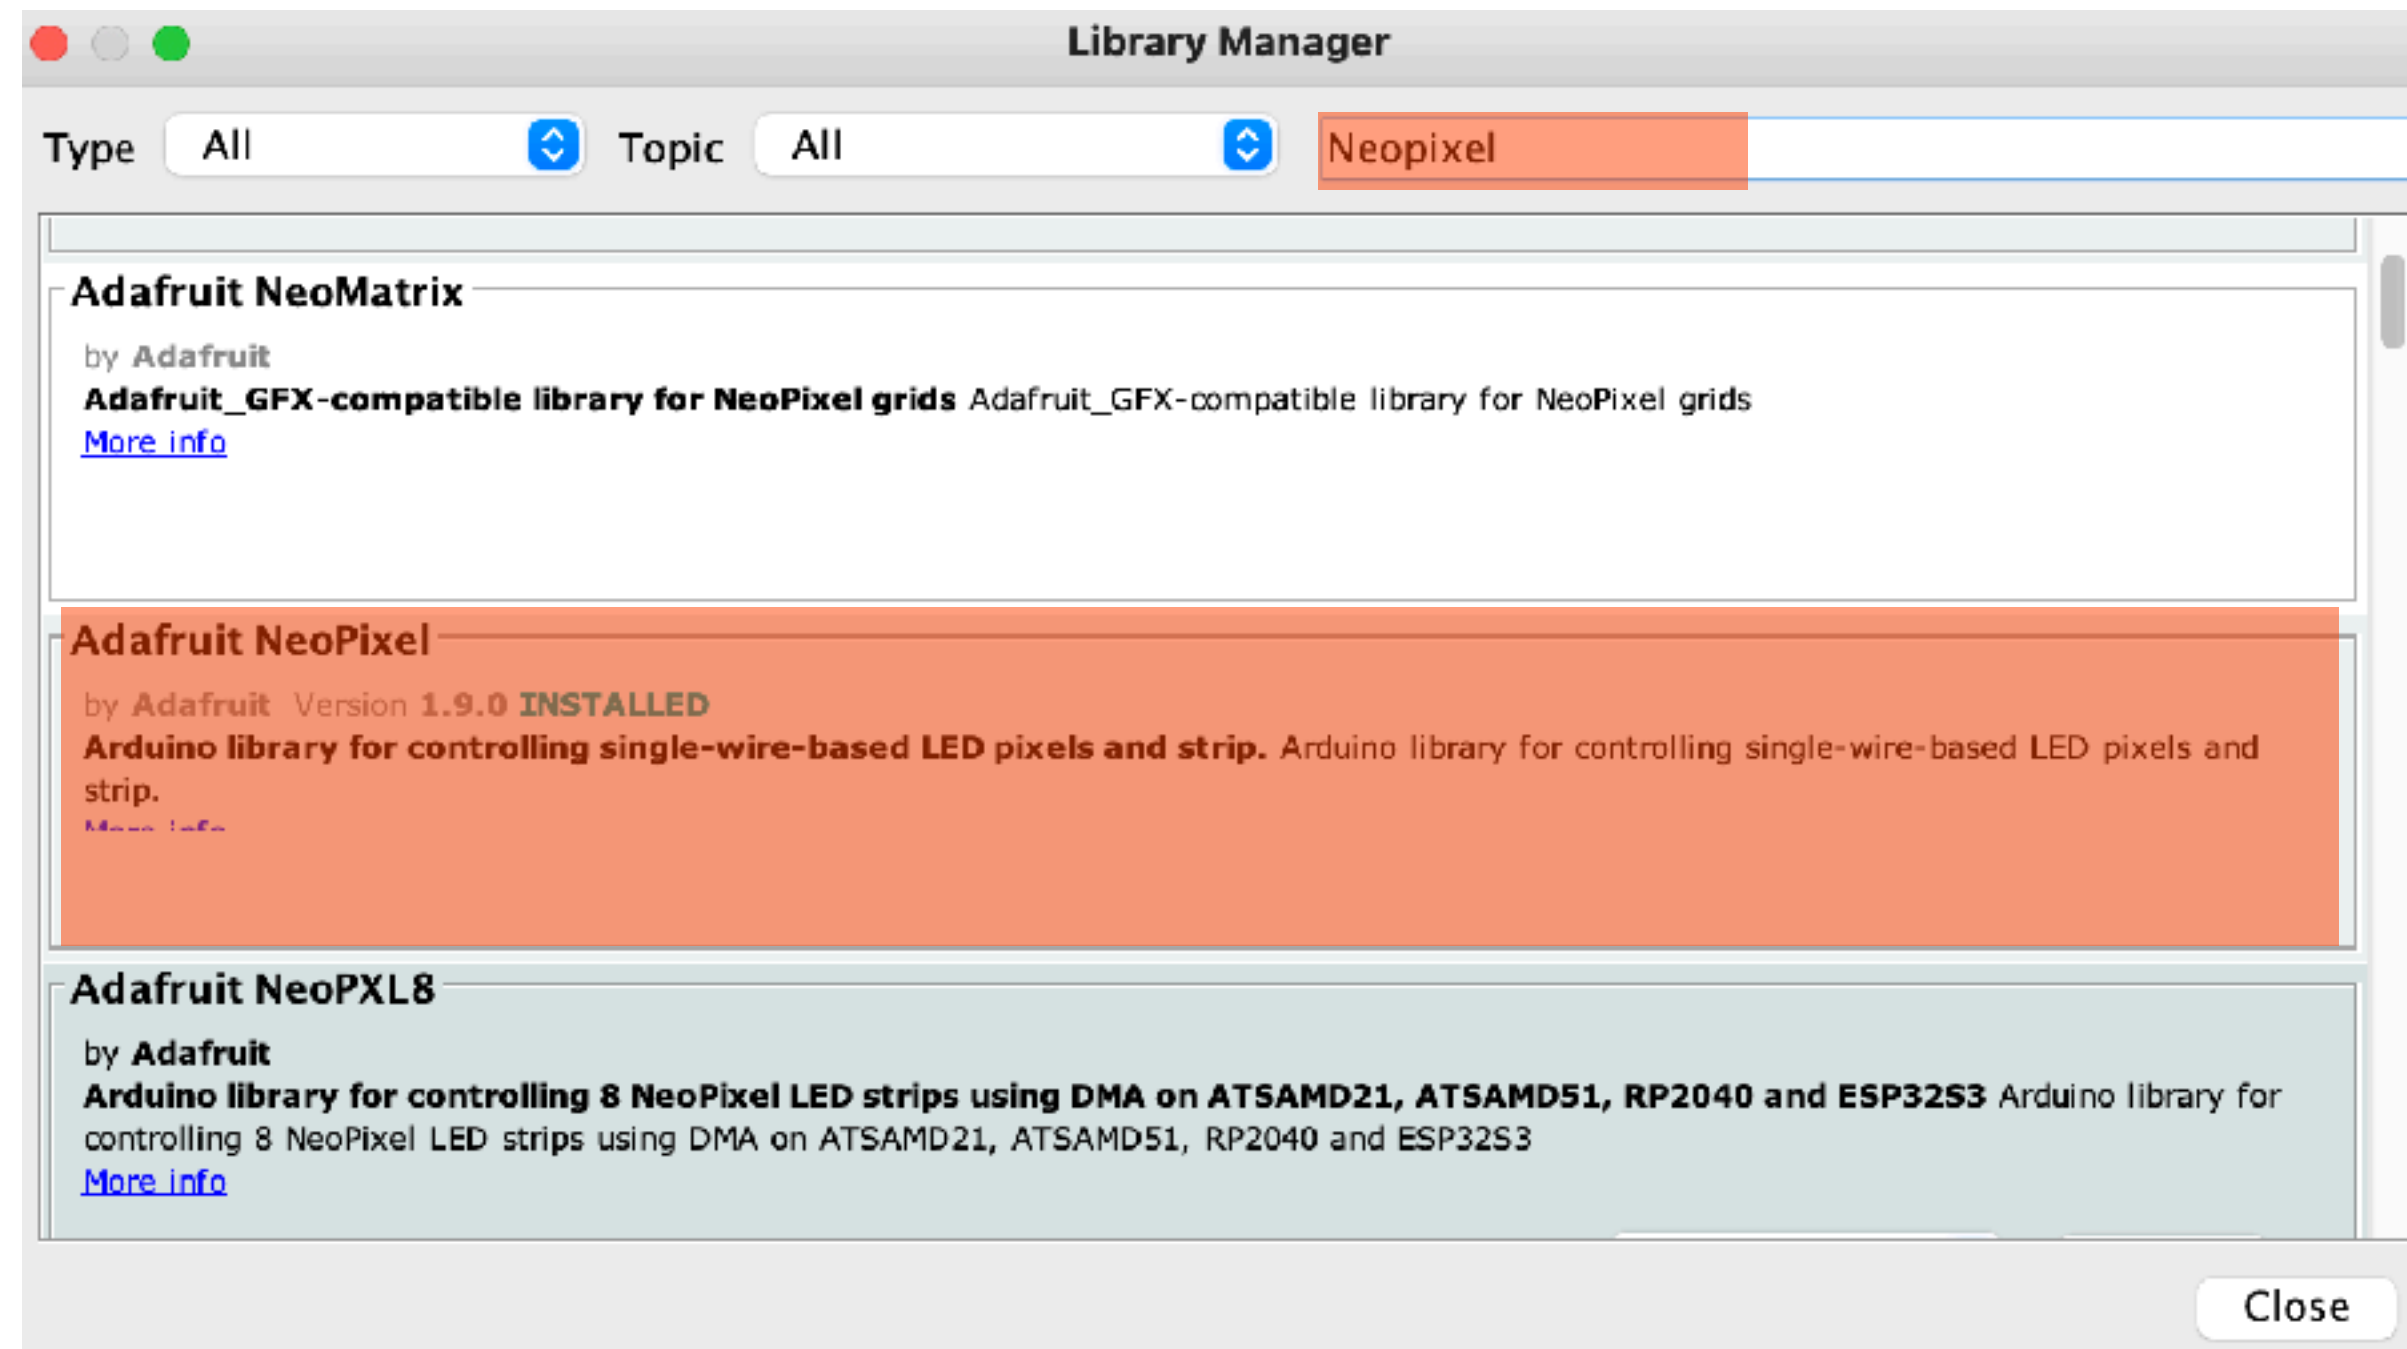 Library Manager
Type All Topic All Neopixel
Adafruit NeoMatrix
by Adafruit
Adafruit_GFX-compatible library for NeoPixel grids Adafruit_GFX-compatible library for NeoPixel grids
More info
Adafruit NeoPixel
by Adafruit Version 1.9.0 INSTALLED
Arduino library for controlling single-wire-based LED pixels and strip. Arduino library for controlling single-wire-based LED pixels and
strip.
More info
Adafruit NeoPXL8
by Adafruit
Arduino library for controlling 8 NeoPixel LED strips using DMA on ATSAMD21, ATSAMD51, RP2040 and ESP32S3 Arduino library for
controlling 8 NeoPixel LED strips using DMA on ATSAMD21, ATSAMD51, RP2040 and ESP32S3
More info
Close